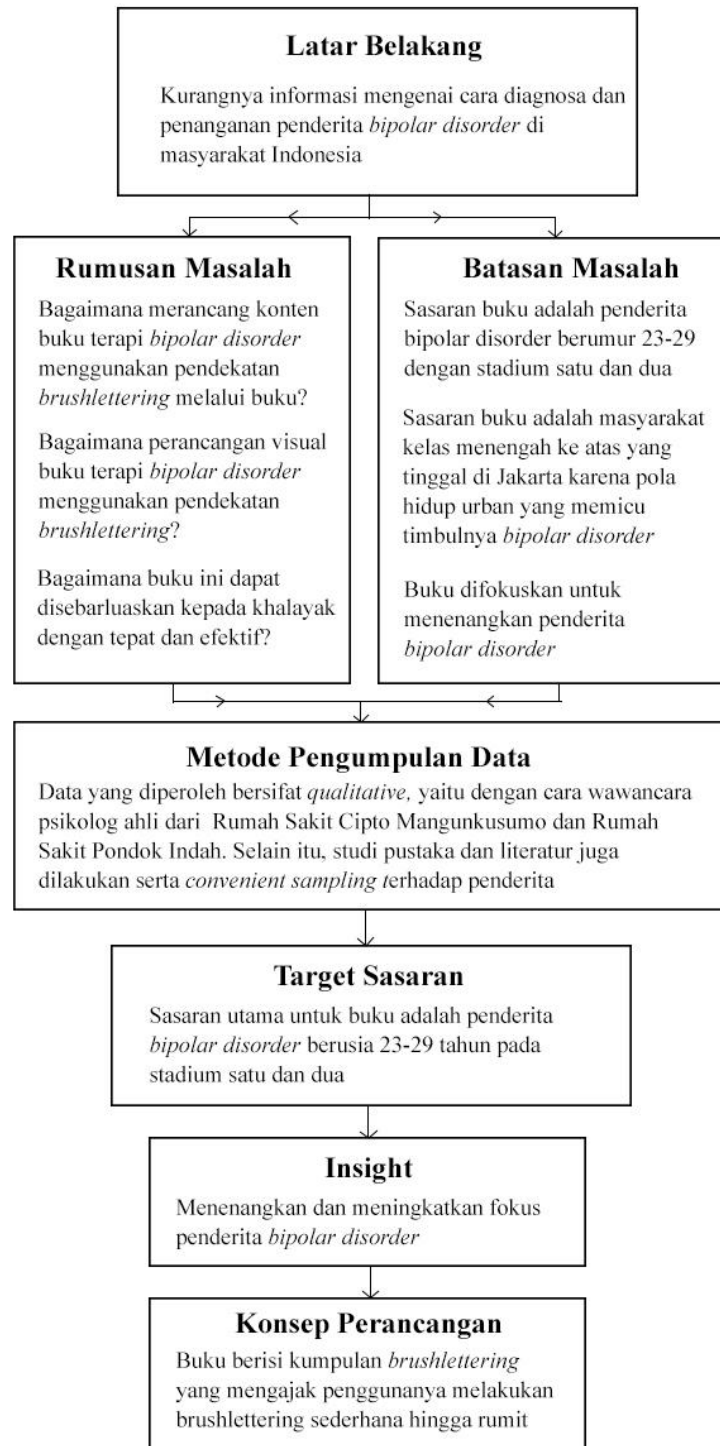 Latar Belakang
Kurangnya informasi mengenai cara diagnosa dan
penanganan penderita bipolar disorder di
masyarakat Indonesia
Rumusan Masalah
Bagaimana merancang konten
buku terapi bipolar disorder
menggunakan pendekatan
brushlettering melalui buku?
Bagaimana perancangan visual
buku terapi bipolar disorder
menggunakan pendekatan
brushlettering?
Bagaimana buku ini dapat
disebarluaskan kepada khalayak
dengan tepat dan efektif?
Batasan Masalah
Sasaran buku adalah penderita
bipolar disorder berumur 23-29
dengan stadium satu dan dua
Sasaran buku adalah masyarakat
kelas menengah ke atas yang
tinggal di Jakarta karena pola
hidup urban yang memicu
timbulnya bipolar disorder
Buku difokuskan untuk
menenangkan penderita
bipolar disorder
Metode Pengumpulan Data
Data yang diperoleh bersifat qualitative, yaitu dengan cara wawancara
psikolog ahli dari Rumah Sakit Cipto Mangunkusumo dan Rumah
Sakit Pondok Indah. Selain itu, studi pustaka dan literatur juga
dilakukan serta convenient sampling terhadap penderita
Target Sasaran
Sasaran utama untuk buku adalah penderita
bipolar disorder berusia 23-29 tahun pada
stadium satu dan dua
Insight
Menenangkan dan meningkatkan fokus
penderita bipolar disorder
Konsep Perancangan
Buku berisi kumpulan brushlettering
yang mengajak penggunanya melakukan
brushlettering sederhana hingga rumit